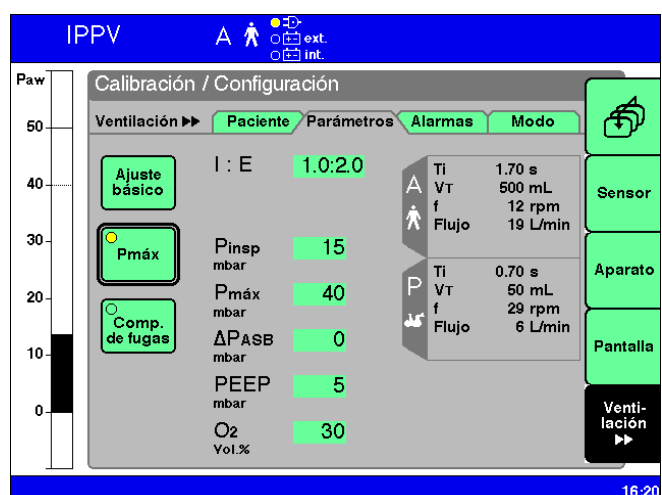 IPPV
A
ext.
int.
Paw
50
40
30
20
10
0
Calibración / Configuración
Ventilación ▶▶ Paciente Parámetros Alarmas Modo
Ajuste
básico
Pmáx
Comp.
de fugas
I : E 1.0:2.0
Pinsp 15
mbar
Pmáx 40
mbar
ΔPASB 0
mbar
PEEP 5
mbar
O2 30
Vol.%
A
Ti 1.70 s
VT 500 mL
f 12 rpm
Flujo 19 L/min
P
Ti 0.70 s
VT 50 mL
f 29 rpm
Flujo 6 L/min
Sensor
Aparato
Pantalla
Venti-
lación
▶▶
16:20